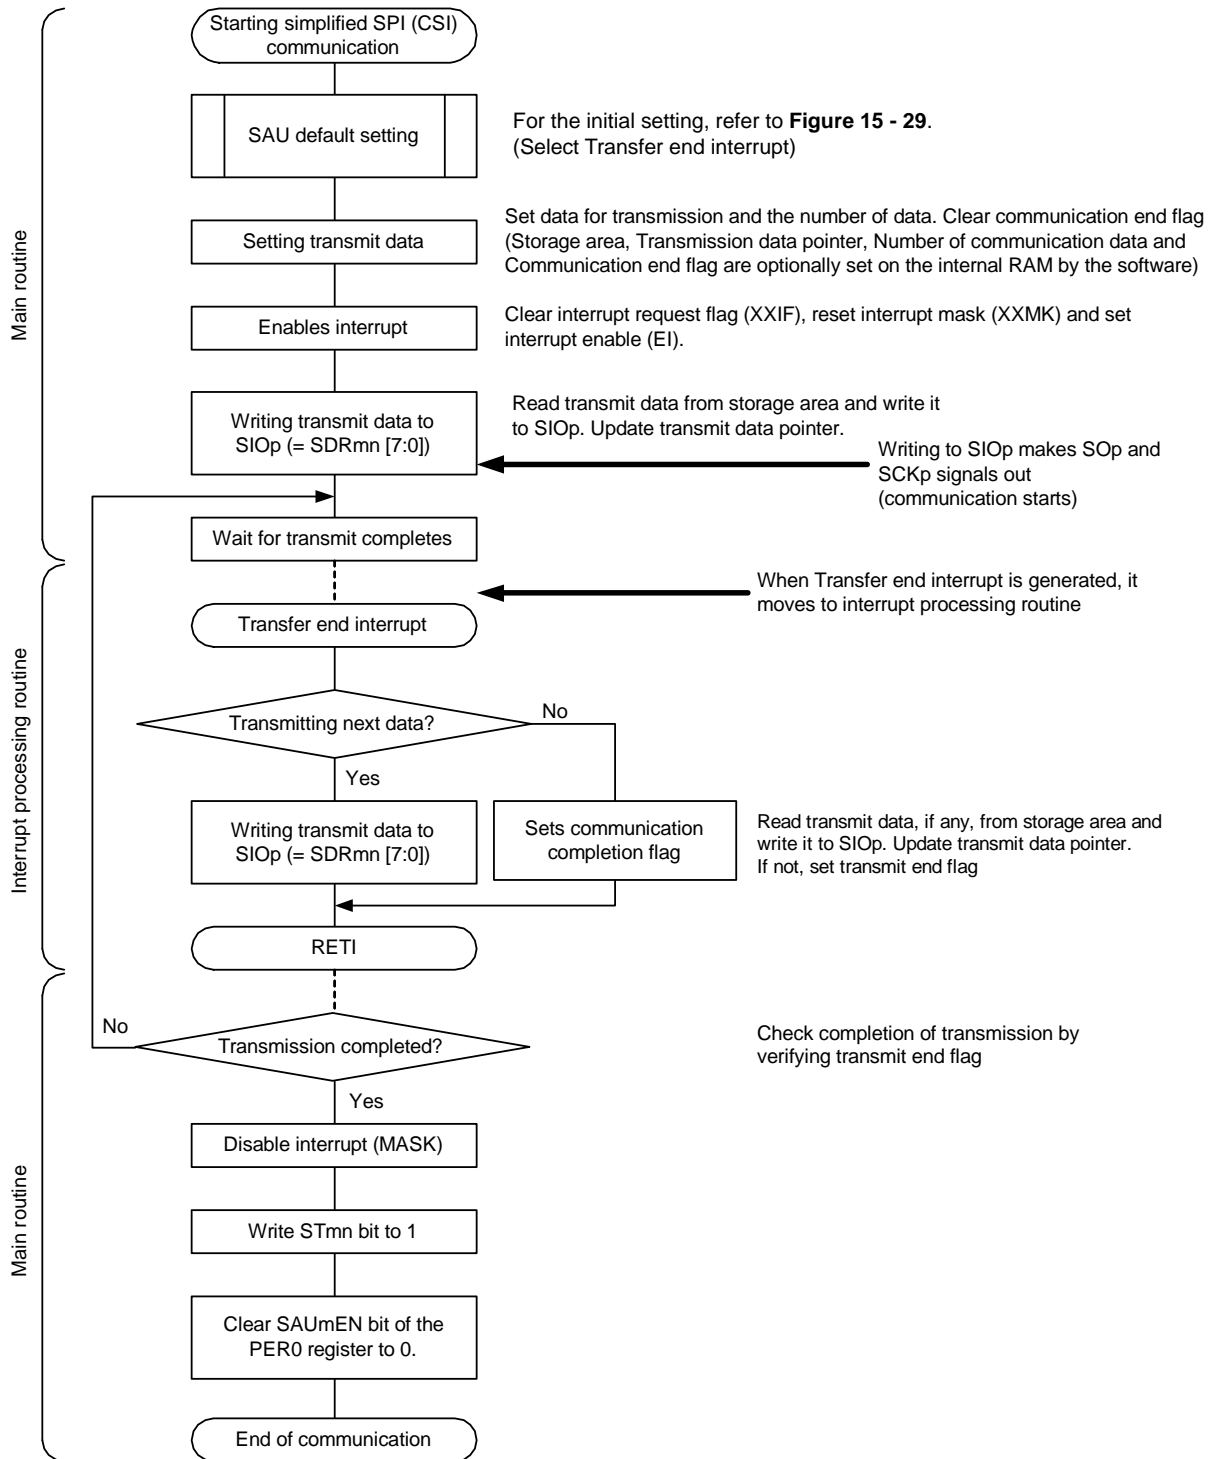 Starting simplified SPI (CSI)
communication
SAU default setting
For the initial setting, refer to Figure 15 - 29.
(Select Transfer end interrupt)
Main routine
Setting transmit data
Set data for transmission and the number of data. Clear communication end flag
(Storage area, Transmission data pointer, Number of communication data and
Communication end flag are optionally set on the internal RAM by the software)
Enables interrupt
Clear interrupt request flag (XXIF), reset interrupt mask (XXMK) and set
interrupt enable (EI).
Writing transmit data to
SIOp (= SDRmn [7:0])
Read transmit data from storage area and write it
to SIOp. Update transmit data pointer.
Writing to SIOp makes SOp and
SCKp signals out
(communication starts)
Wait for transmit completes
When Transfer end interrupt is generated, it
moves to interrupt processing routine
Transfer end interrupt
Interrupt processing routine
Transmitting next data?
No
Yes
Writing transmit data to
SIOp (= SDRmn [7:0])
Sets communication
completion flag
Read transmit data, if any, from storage area and
write it to SIOp. Update transmit data pointer.
If not, set transmit end flag
RETI
No
Transmission completed?
Check completion of transmission by
verifying transmit end flag
Yes
Main routine
Disable interrupt (MASK)
Write STmn bit to 1
Clear SAUmEN bit of the
PER0 register to 0.
End of communication